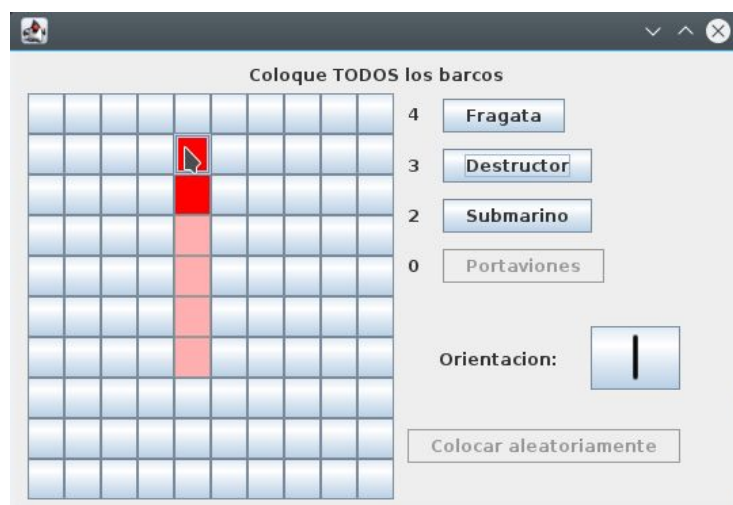 Coloque TODOS los barcos
4 Fragata
3 Destructor
2 Submarino
0 Portaviones
Orientacion:
Colocar aleatoriamente